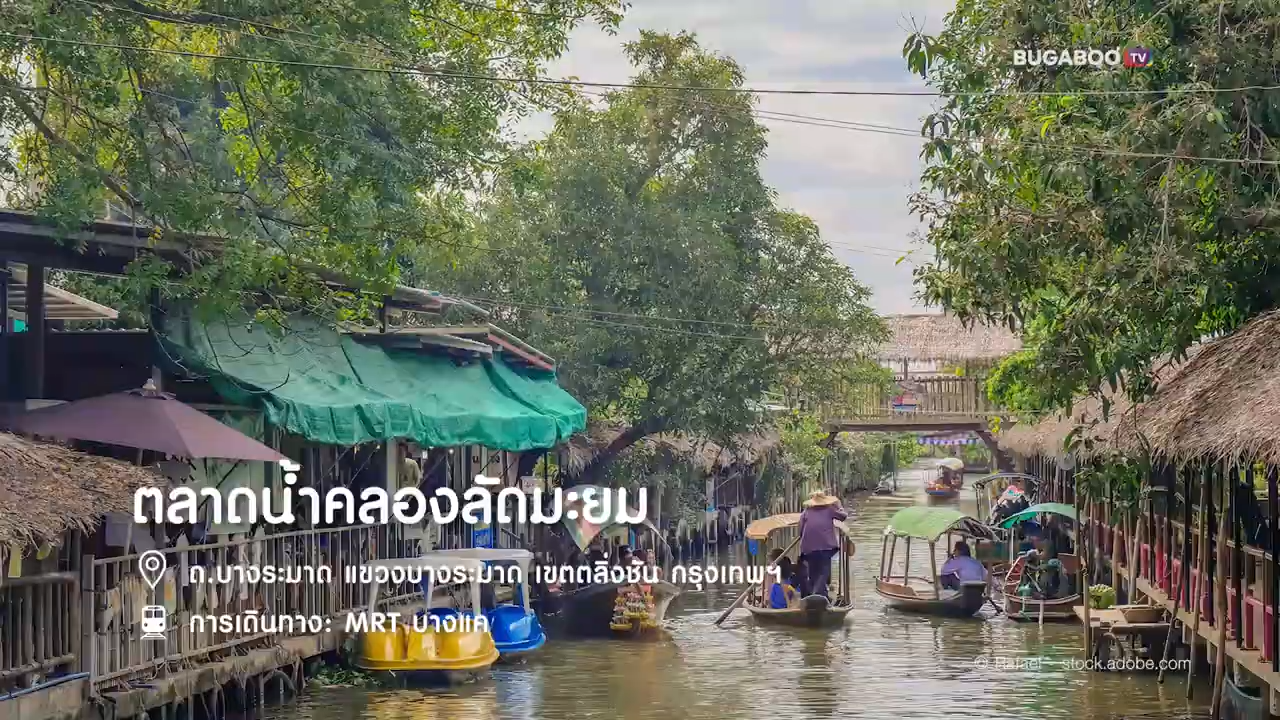 BUGABOO TV
ตลาดน้ำคลองลัดมะยม
ถ.บางระมาด แขวงบางระมาด เขตตลิ่งชัน กรุงเทพฯ
การเดินทาง: MRT บางแค
© Rafael - stock.adobe.com